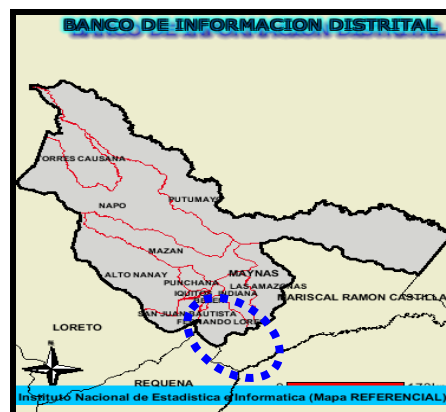 BANCO DE INFORMACION DISTRITAL
TORRES CAUSANA
PUTUMAYO
NAPO
MAZAN
ALTO NANAY
MAYNAS
PUNCHANA
LAS AMAZONAS
IQUITOS
INDIANA
BELEN
MARISCAL RAMON CASTILLA
SAN JUAN BAUTISTA
FERNANDO LORES
LORETO
N
REQUENA
Instituto Nacional de Estadística e Informatica (Mapa REFERENCIAL)